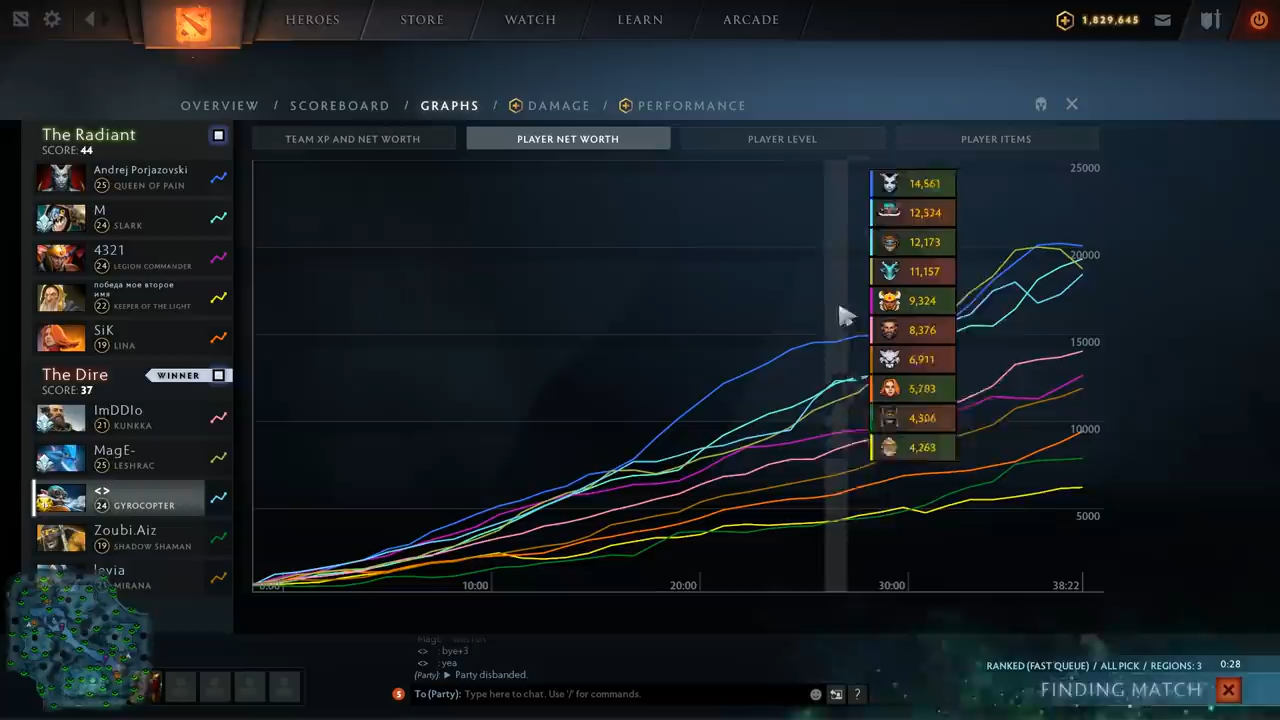 HEROES
STORE
WATCH
LEARN
ARCADE
1,829,645
OVERVIEW / SCOREBOARD / GRAPHS / DAMAGE / PERFORMANCE
The Radiant
SCORE: 44
Andrej Porjazovski
25 QUEEN OF PAIN
M
24 SLARK
4321
24 LEGION COMMANDER
победа мое второе
имя
22 KEEPER OF THE LIGHT
SiK
19 LINA
The Dire
WINNER
SCORE: 37
ImDDIo
21 KUNKKA
MagE-
25 LESHRAC
<>
24 GYROCOPTER
Zoubi.Aiz
19 SHADOW SHAMAN
levia
MIRANA
TEAM XP AND NET WORTH
PLAYER NET WORTH
PLAYER LEVEL
PLAYER ITEMS
25000
20000
15000
10000
5000
14,561
12,334
12,173
11,157
9,324
8,376
6,911
5,783
4,306
4,263
0:00
10:00
20:00
30:00
38:22
<> : bye+3
<> : yea
(Party): Party disbanded.
5
To (Party): Type here to chat. Use '/' for commands.
?
RANKED (FAST QUEUE) / ALL PICK / REGIONS: 3
0:28
FINDING MATCH